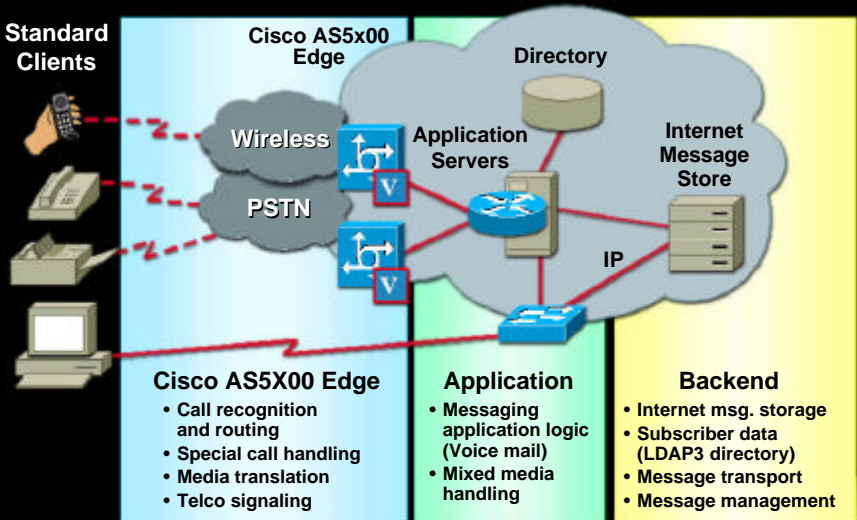 Standard
Clients
Cisco AS5x00
Edge
Directory
Wireless
Application
Servers
Internet
Message
Store
V
PSTN
V
IP
Cisco AS5X00 Edge
• Call recognition
and routing
• Special call handling
• Media translation
• Telco signaling
Application
• Messaging
application logic
(Voice mail)
• Mixed media
handling
Backend
• Internet msg. storage
• Subscriber data
(LDAP3 directory)
• Message transport
• Message management